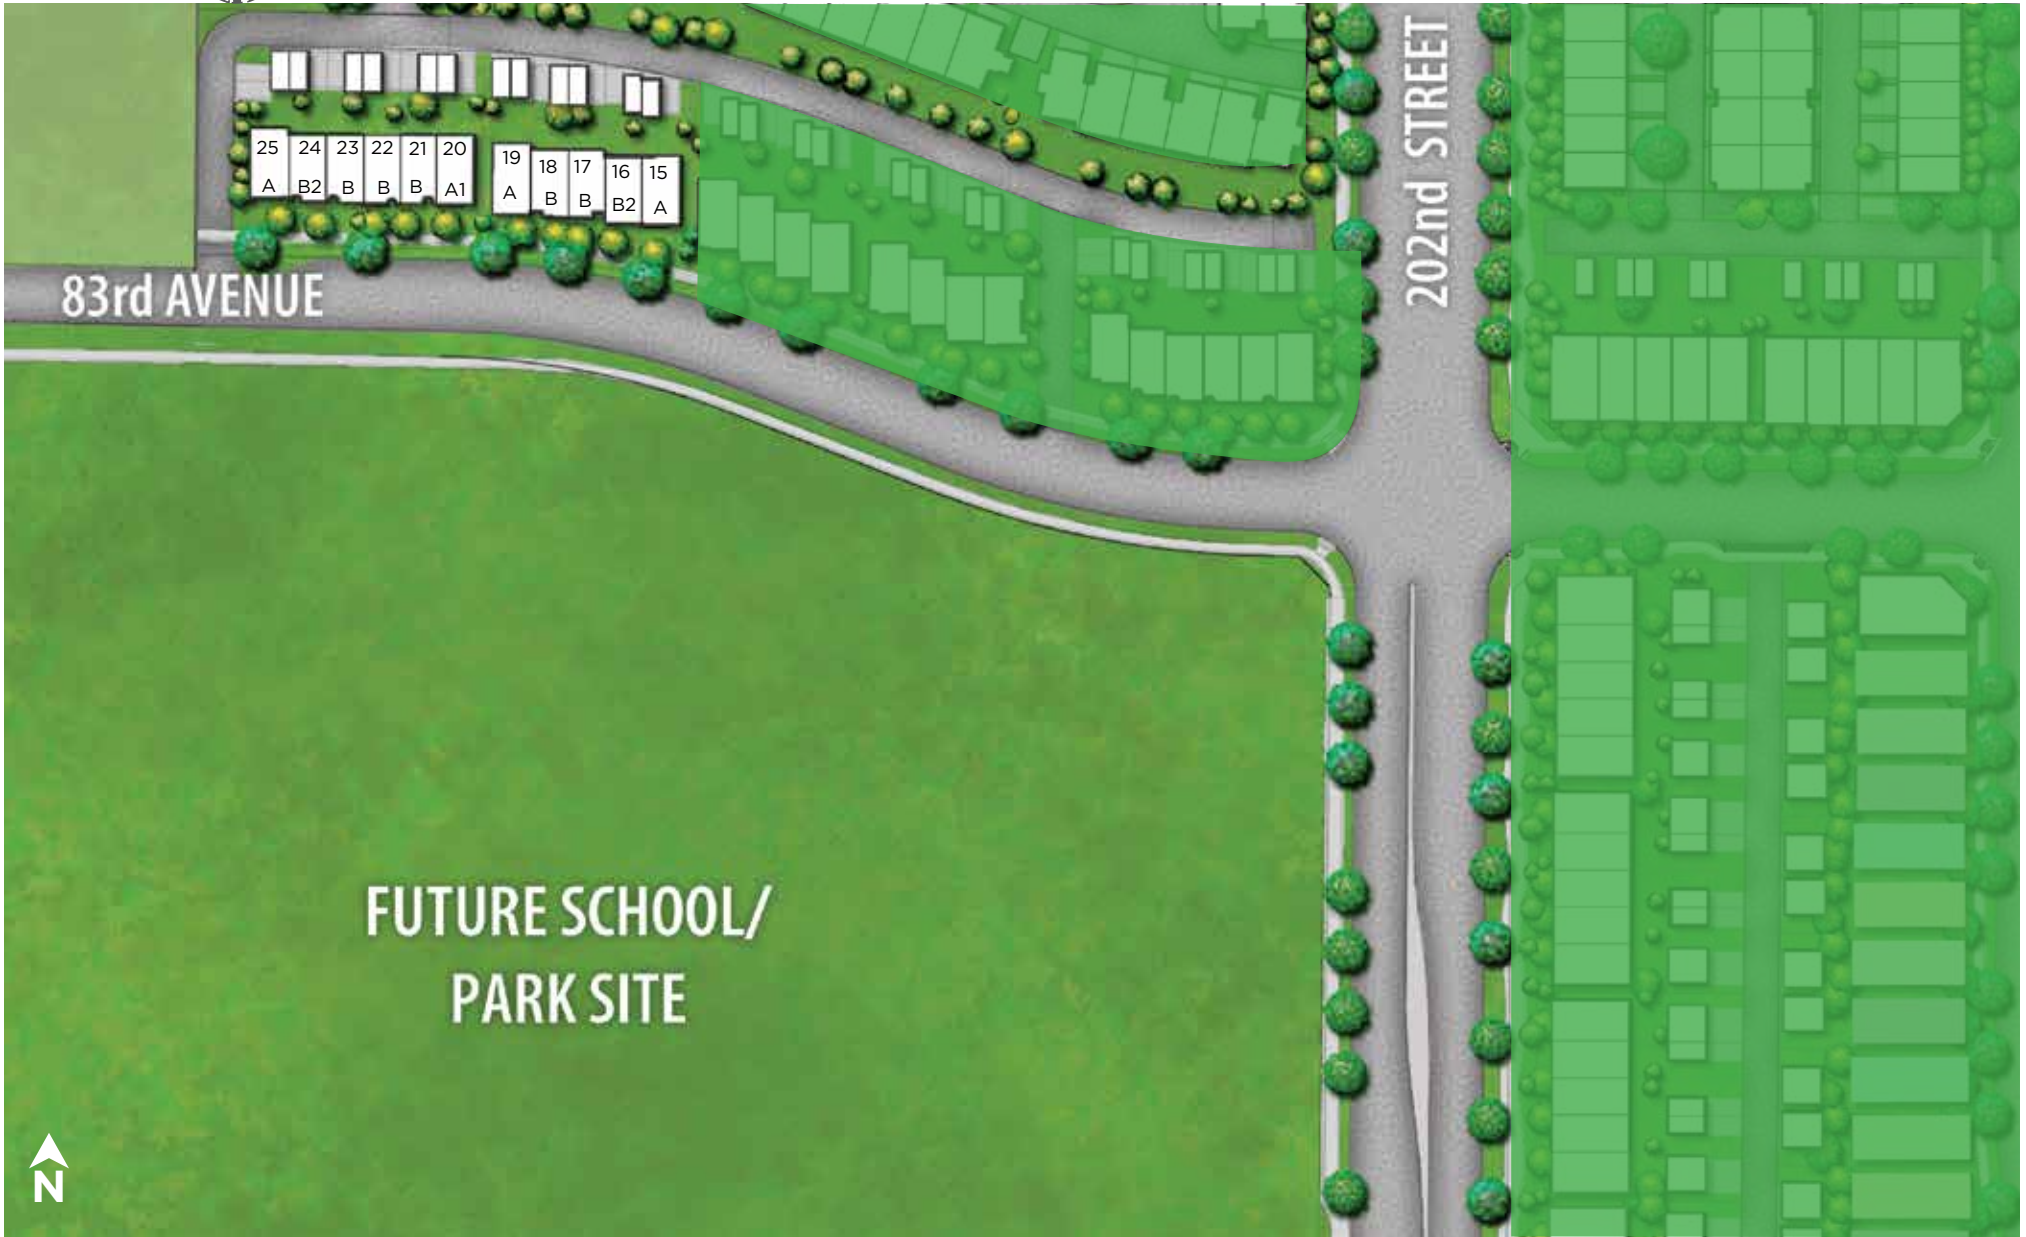 25 24 23 22 21 20 19 18 17 16 15
A B2 B B B A1 A B B B2 A
202nd STREET
83rd AVENUE
FUTURE SCHOOL/
PARK SITE
N